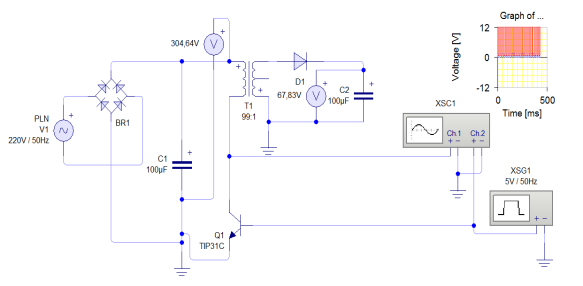 Graph of ...
Voltage [V]
12
0
-12
0
500
Time [ms]
304,64V
V
+
PLN
V1
220V / 50Hz
+
BR1
C1
100µF
+
T1
99:1
+
+
D1
67,83V
V
+
C2
100µF
+
XSC1
Ch.1
Ch.2
+ -
+ -
XSG1
5V / 50Hz
+ -
Q1
TIP31C